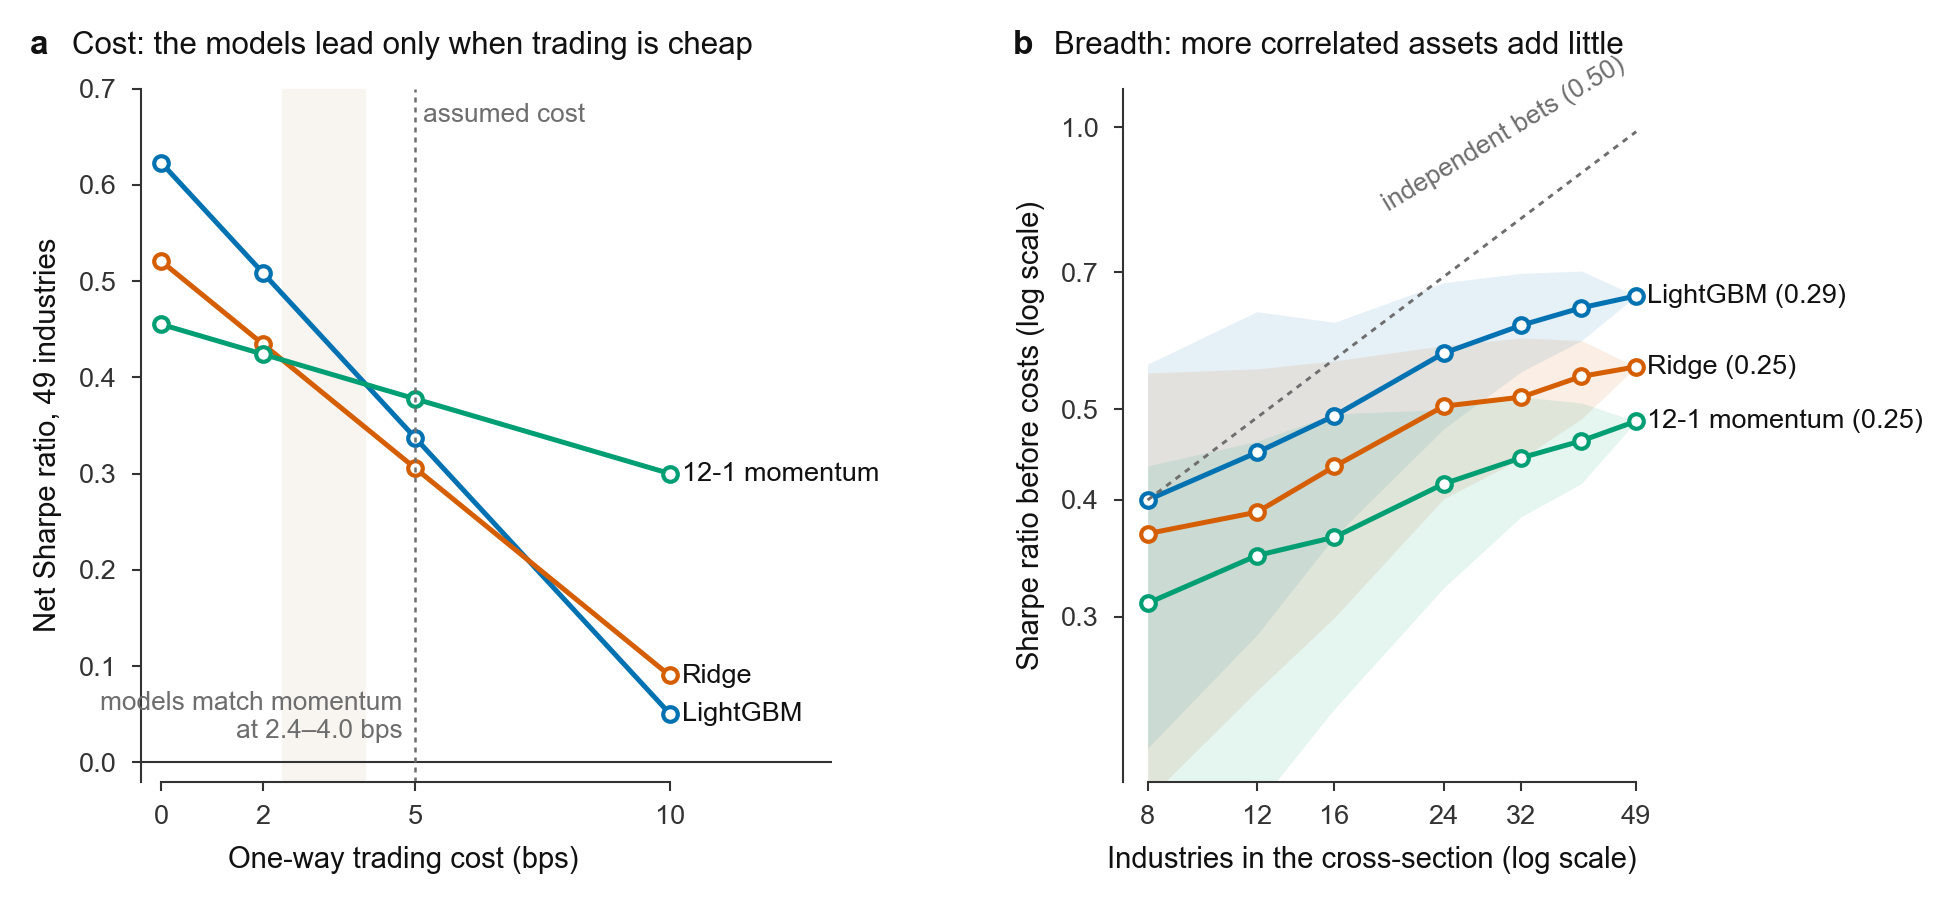 a Cost: the models lead only when trading is cheap
0.7
0.6
0.5
0.4
0.3
0.2
0.1
0.0
Net Sharpe ratio, 49 industries
assumed cost
12-1 momentum
Ridge
LightGBM
models match momentum
at 2.4–4.0 bps
0 2 5 10
One-way trading cost (bps)
b Breadth: more correlated assets add little
1.0
0.7
0.5
0.4
0.3
Sharpe ratio before costs (log scale)
independent bets (0.50)
LightGBM (0.29)
Ridge (0.25)
12-1 momentum (0.25)
8 12 16 24 32 49
Industries in the cross-section (log scale)